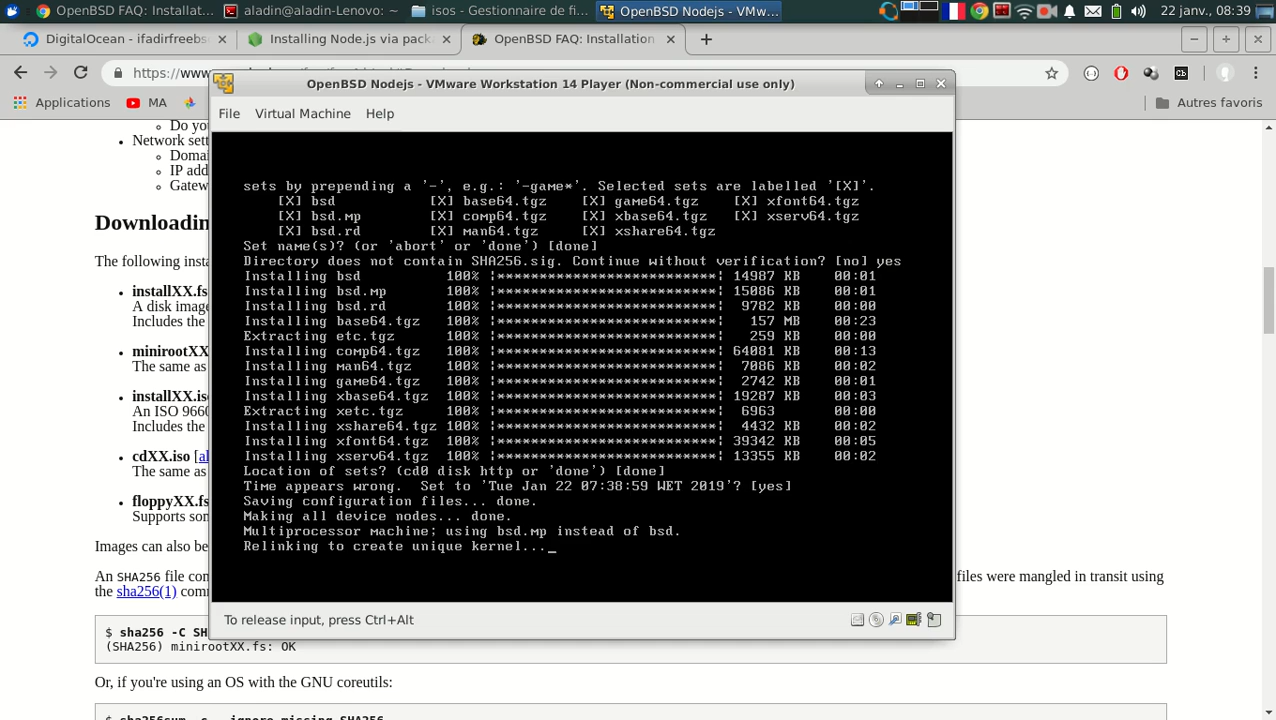 OpenBSD FAQ: Installat...
aladin@aladin-Lenovo: ...
isos - Gestionnaire de fi...
OpenBSD Nodejs - VMw...
22 janv., 08:39
DigitalOcean - ifadirfreebs
Installing Node.js via pack
OpenBSD FAQ: Installation
https://www.
Applications
MA
Autres favoris
Do you
Network sett
Domai
IP add
Gatew
Downloadin
The following insta
installXX.fs
A disk image
Includes the
minirootXX
The same as
installXX.iso
An ISO 9660
Includes the
cdXX.iso [al
The same as
floppyXX.fs
Supports som
Images can also be
An SHA256 file con
files were mangled in transit using
the sha256(1) comm
$ sha256 -C SH
(SHA256) minirootXX.fs: OK
Or, if you're using an OS with the GNU coreutils:
$ sha256sum -c --ignore-missing SHA256
OpenBSD Nodejs - VMware Workstation 14 Player (Non-commercial use only)
File Virtual Machine Help
sets by prepending a '-', e.g.: '-game*'. Selected sets are labelled '[X]'.
[X] bsd [X] base64.tgz [X] game64.tgz [X] xfont64.tgz
[X] bsd.mp [X] comp64.tgz [X] xbase64.tgz [X] xserv64.tgz
[X] bsd.rd [X] man64.tgz [X] xshare64.tgz
Set name(s)? (or 'abort' or 'done') [done]
Directory does not contain SHA256.sig. Continue without verification? [no] yes
Installing bsd 100% |**************************| 14987 KB 00:01
Installing bsd.mp 100% |**************************| 15086 KB 00:01
Installing bsd.rd 100% |**************************| 9782 KB 00:00
Installing base64.tgz 100% |**************************| 157 MB 00:23
Extracting etc.tgz 100% |**************************| 259 KB 00:00
Installing comp64.tgz 100% |**************************| 64081 KB 00:13
Installing man64.tgz 100% |**************************| 7086 KB 00:02
Installing game64.tgz 100% |**************************| 2742 KB 00:01
Installing xbase64.tgz 100% |**************************| 19287 KB 00:03
Extracting xetc.tgz 100% |**************************| 6963 00:00
Installing xshare64.tgz 100% |**************************| 4432 KB 00:02
Installing xfont64.tgz 100% |**************************| 39342 KB 00:05
Installing xserv64.tgz 100% |**************************| 13355 KB 00:02
Location of sets? (cd0 disk http or 'done') [done]
Time appears wrong. Set to 'Tue Jan 22 07:38:59 WET 2019'? [yes]
Saving configuration files... done.
Making all device nodes... done.
Multiprocessor machine; using bsd.mp instead of bsd.
Relinking to create unique kernel..._
To release input, press Ctrl+Alt